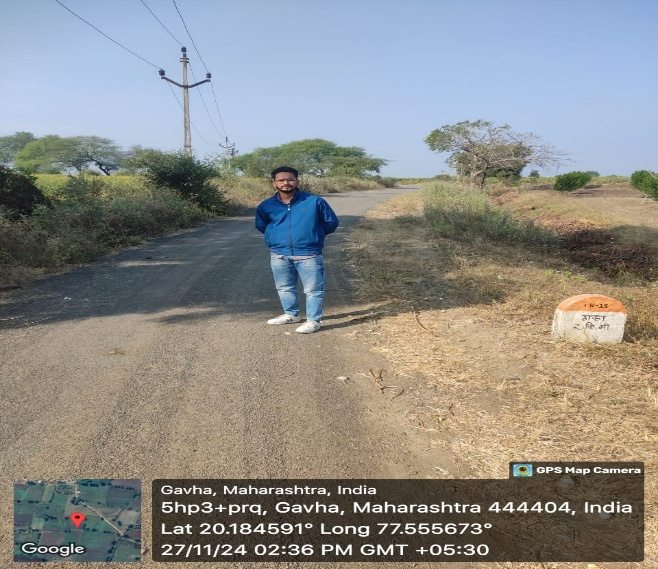 ढाका
२ कि.मी
GPS Map Camera
Google
Gavha, Maharashtra, India
5hp3+prq, Gavha, Maharashtra 444404, India
Lat 20.184591° Long 77.555673°
27/11/24 02:36 PM GMT +05:30